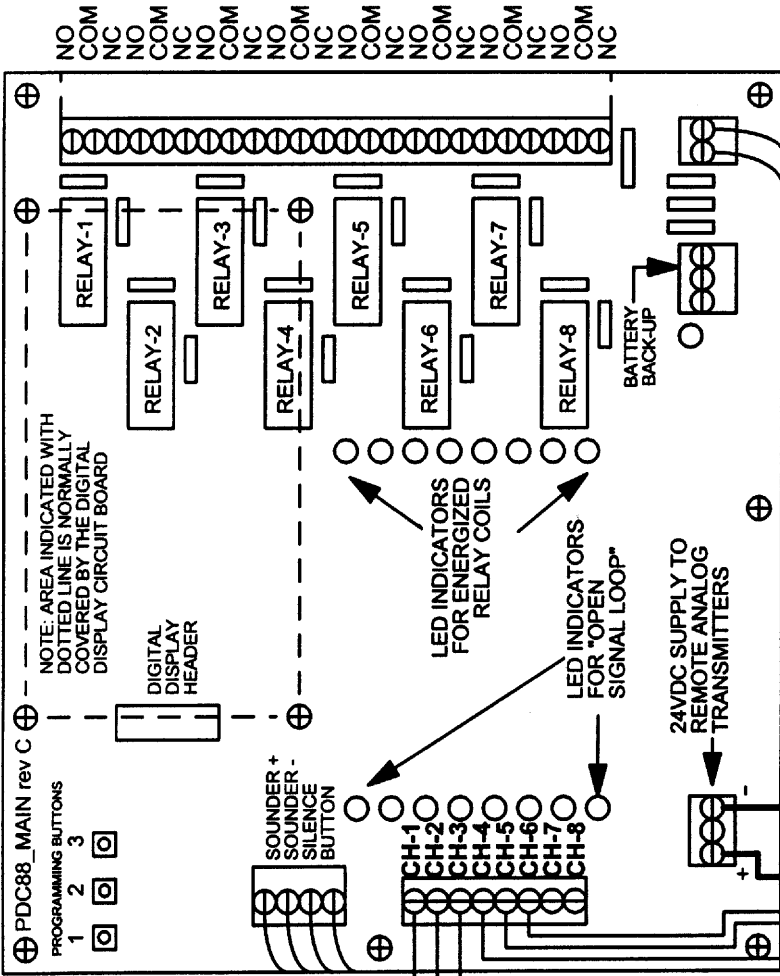 NO
COM
NC
NO
COM
NC
NO
COM
NC
NO
COM
NC
NO
COM
NC
NO
COM
NC
NO
COM
NC
NO
COM
NC
RELAY-1
RELAY-2
RELAY-3
RELAY-4
RELAY-5
RELAY-6
RELAY-7
RELAY-8
BATTERY
BACK-UP
NOTE: AREA INDICATED WITH
DOTTED LINE IS NORMALLY
COVERED BY THE DIGITAL
DISPLAY CIRCUIT BOARD
LED INDICATORS
FOR ENERGIZED
RELAY COILS
DIGITAL
DISPLAY
HEADER
LED INDICATORS
FOR "OPEN
SIGNAL LOOP"
24VDC SUPPLY TO
REMOTE ANALOG
TRANSMITTERS
PDC88_MAIN rev C
PROGRAMMING BUTTONS
1 2 3
SOUNDER +
SOUNDER -
SILENCE
BUTTON
CH-1
CH-2
CH-3
CH-4
CH-5
CH-6
CH-7
CH-8
-
+